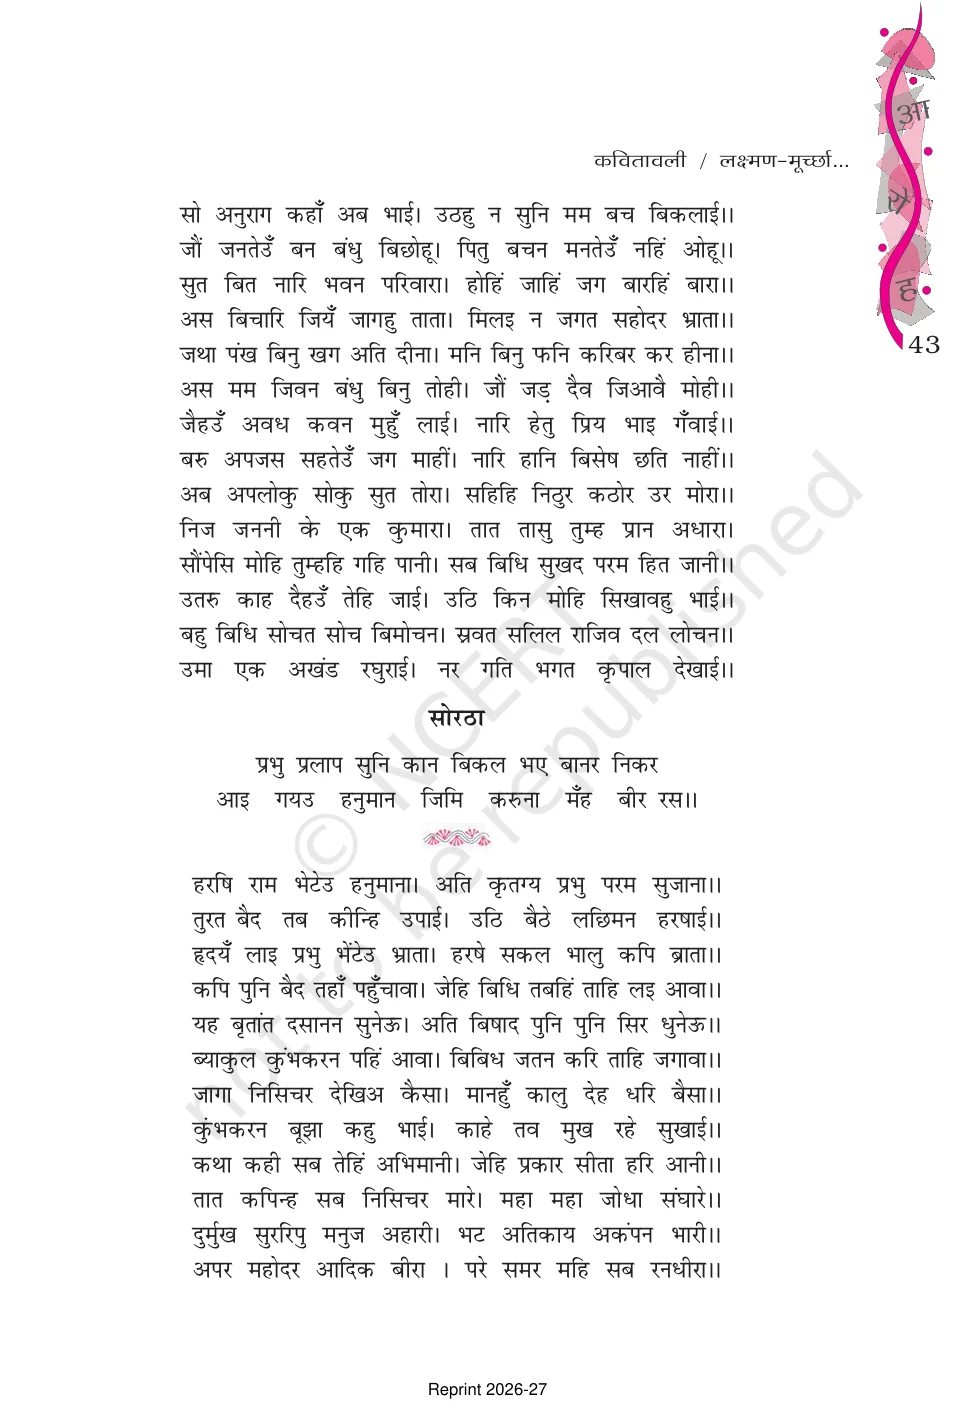 कवितावली / लक्ष्मण-मूर्च्छा...
आ
रो
ह
43
सो अनुराग कहाँ अब भाई। उठहु न सुनि मम बच बिकलाई।।
जौं जनतेउँ बन बंधु बिछोहू। पितु बचन मनतेउँ नहिं ओहू।।
सुत बित नारि भवन परिवारा। होहिं जाहिं जग बारहिं बारा।।
अस बिचारि जियँ जागहु ताता। मिलइ न जगत सहोदर भ्राता।।
जथा पंख बिनु खग अति दीना। मनि बिनु फनि करिबर कर हीना।।
अस मम जिवन बंधु बिनु तोही। जौं जड़ दैव जिआवै मोही।।
जैहउँ अवध कवन मुहुँ लाई। नारि हेतु प्रिय भाइ गँवाई।।
बरु अपजस सहतेउँ जग माहीं। नारि हानि बिसेष छति नाहीं।।
अब अपलोकु सोकु सुत तोरा। सहिहि निठुर कठोर उर मोरा।।
निज जननी के एक कुमारा। तात तासु तुम्ह प्रान अधारा।
सौंपेसि मोहि तुम्हहि गहि पानी। सब बिधि सुखद परम हित जानी।।
उतरु काह दैहउँ तेहि जाई। उठि किन मोहि सिखावहु भाई।।
बहु बिधि सोचत सोच बिमोचन। स्रवत सलिल राजिव दल लोचन।।
उमा एक अखंड रघुराई। नर गति भगत कृपाल देखाई।।
सोरठा
प्रभु प्रलाप सुनि कान बिकल भए बानर निकर
आइ गयउ हनुमान जिमि करुना मँह बीर रस।।
हरषि राम भेटेउ हनुमाना। अति कृतग्य प्रभु परम सुजाना।।
तुरत बैद तब कीन्हि उपाई। उठि बैठे लछिमन हरषाई।।
हृदयँ लाइ प्रभु भेंटेउ भ्राता। हरषे सकल भालु कपि ब्राता।।
कपि पुनि बैद तहाँ पहुँचावा। जेहि बिधि तबहिं ताहि लइ आवा।।
यह बृतांत दसानन सुनेऊ। अति बिषाद पुनि पुनि सिर धुनेऊ।।
ब्याकुल कुंभकरन पहिं आवा। बिबिध जतन करि ताहि जगावा।।
जागा निसिचर देखिअ कैसा। मानहुँ कालु देह धरि बैसा।।
कुंभकरन बूझा कहु भाई। काहे तव मुख रहे सुखाई।।
कथा कही सब तेहिं अभिमानी। जेहि प्रकार सीता हरि आनी।।
तात कपिन्ह सब निसिचर मारे। महा महा जोधा संघारे।।
दुर्मुख सुररिपु मनुज अहारी। भट अतिकाय अकंपन भारी।।
अपर महोदर आदिक बीरा । परे समर महि सब रनधीरा।।
© NCERT
not to be republished
Reprint 2026-27